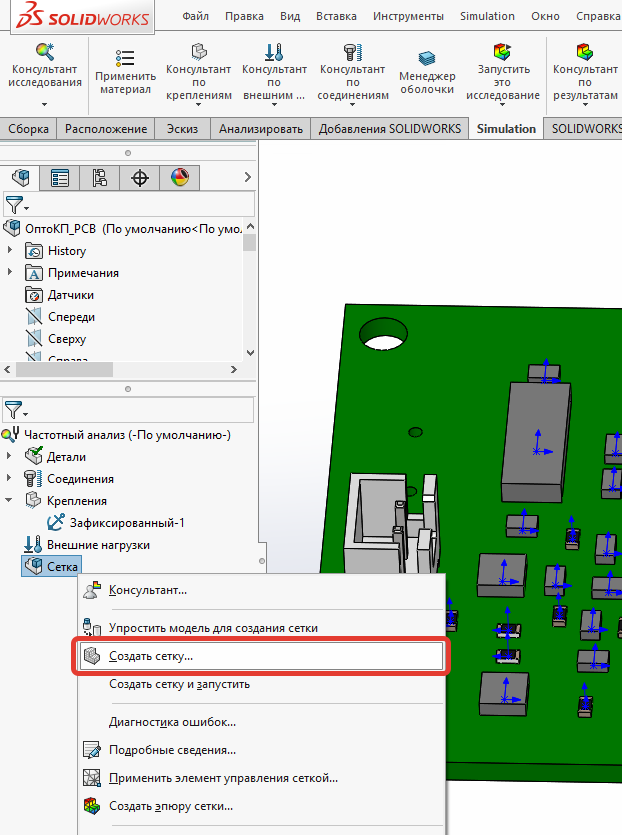 SOLIDWORKS
Файл Правка Вид Вставка Инструменты Simulation Окно Справка
Консультант исследования
Применить материал
Консультант по креплениям
Консультант по внешним ...
Консультант по соединениям
Менеджер оболочки
Запустить это исследование
Консультант по результатам
Сборка Расположение Эскиз Анализировать Добавления SOLIDWORKS Simulation SOLIDWORKS
ОптоКП_PCB (По умолчанию<По умол
History
Примечания
Датчики
Спереди
Сверху
Справа
Частотный анализ (-По умолчанию-)
Детали
Соединения
Крепления
Зафиксированный-1
Внешние нагрузки
Сетка
Консультант...
Упростить модель для создания сетки
Создать сетку...
Создать сетку и запустить
Диагностика ошибок...
Подробные сведения...
Применить элемент управления сеткой...
Создать эпюру сетки...